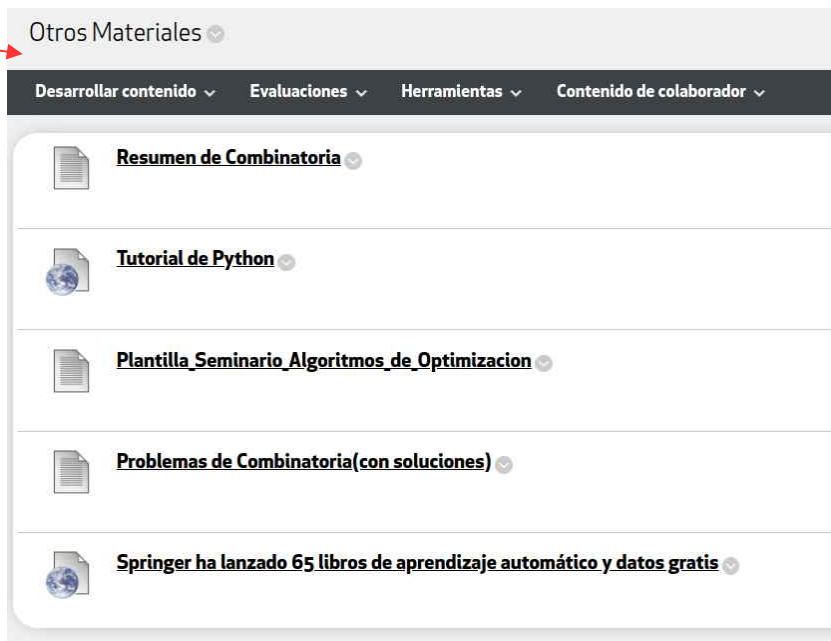 Otros Materiales
Desarrollar contenido Evaluaciones Herramientas Contenido de colaborador
Resumen de Combinatoria
Tutorial de Python
Plantilla_Seminario_Algoritmos_de_Optimizacion
Problemas de Combinatoria(con soluciones)
Springer ha lanzado 65 libros de aprendizaje automático y datos gratis